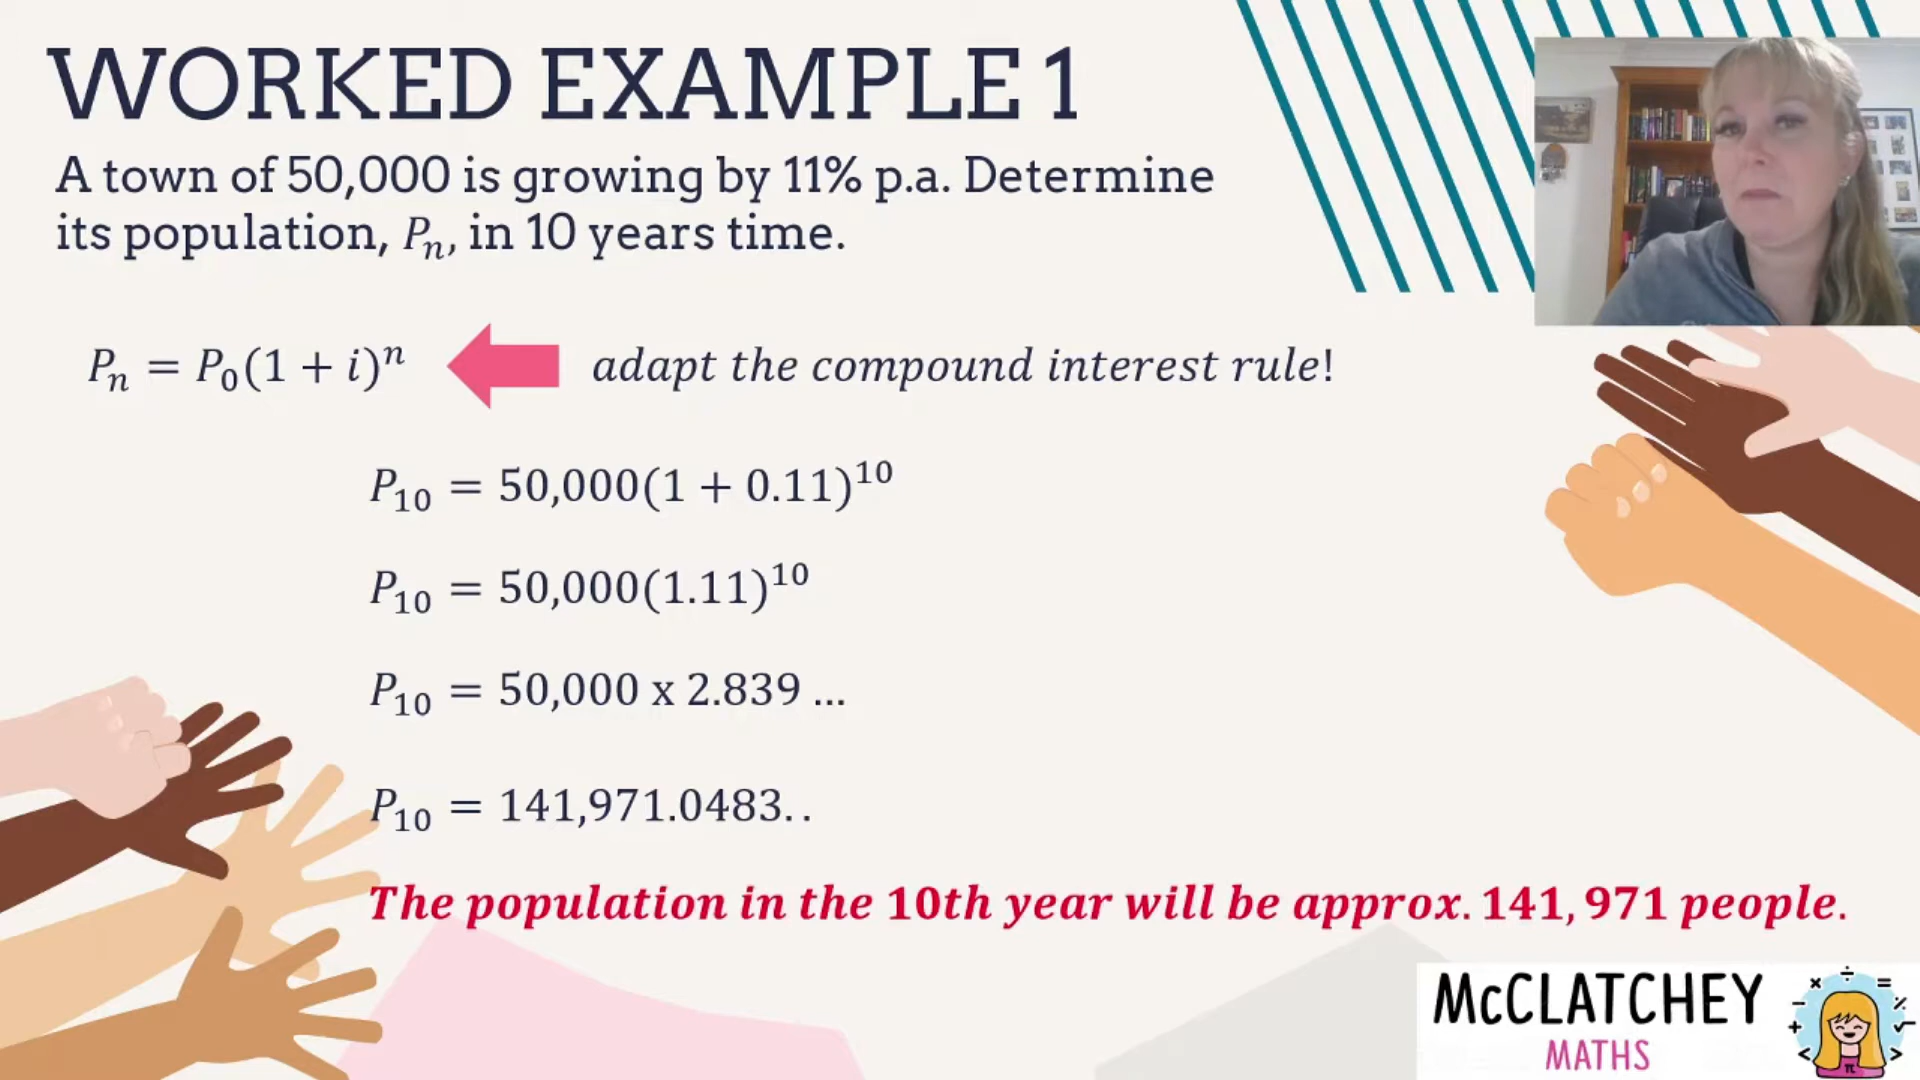 WORKED EXAMPLE 1
A town of 50,000 is growing by 11% p.a. Determine
its population, Pₙ, in 10 years time.
Pₙ = P₀(1 + i)ⁿ adapt the compound interest rule!
P₁₀ = 50,000(1 + 0.11)¹⁰
P₁₀ = 50,000(1.11)¹⁰
P₁₀ = 50,000 x 2.839 ...
P₁₀ = 141,971.0483..
The population in the 10th year will be approx. 141,971 people.
McCLATCHEY
MATHS